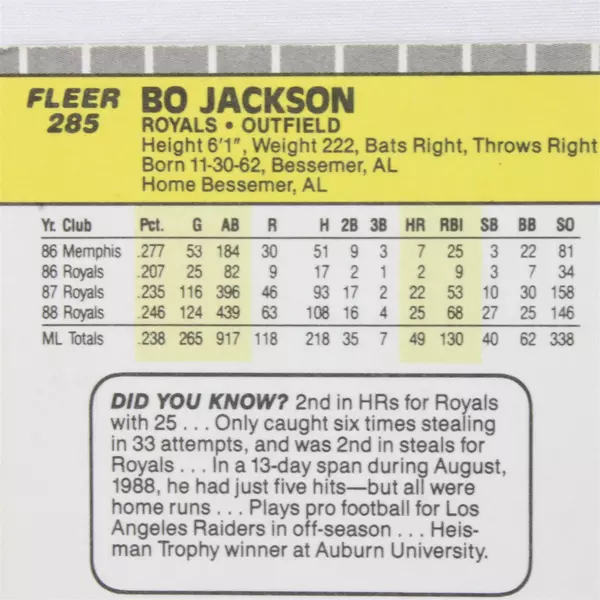 FLEER BO JACKSON
285 ROYALS • OUTFIELD
Height 6'1", Weight 222, Bats Right, Throws Right
Born 11-30-62, Bessemer, AL
Home Bessemer, AL
Yr. Club Pct. G AB R H 2B 3B HR RBI SB BB SO
86 Memphis .277 53 184 30 51 9 3 7 25 3 22 81
86 Royals .207 25 82 9 17 2 1 2 9 3 7 34
87 Royals .235 116 396 46 93 17 2 22 53 10 30 158
88 Royals .246 124 439 63 108 16 4 25 68 27 25 146
ML Totals .238 265 917 118 218 35 7 49 130 40 62 338
DID YOU KNOW? 2nd in HRs for Royals
with 25 . . . Only caught six times stealing
in 33 attempts, and was 2nd in steals for
Royals . . . In a 13-day span during August,
1988, he had just five hits—but all were
home runs . . . Plays pro football for Los
Angeles Raiders in off-season . . . Heis-
man Trophy winner at Auburn University.